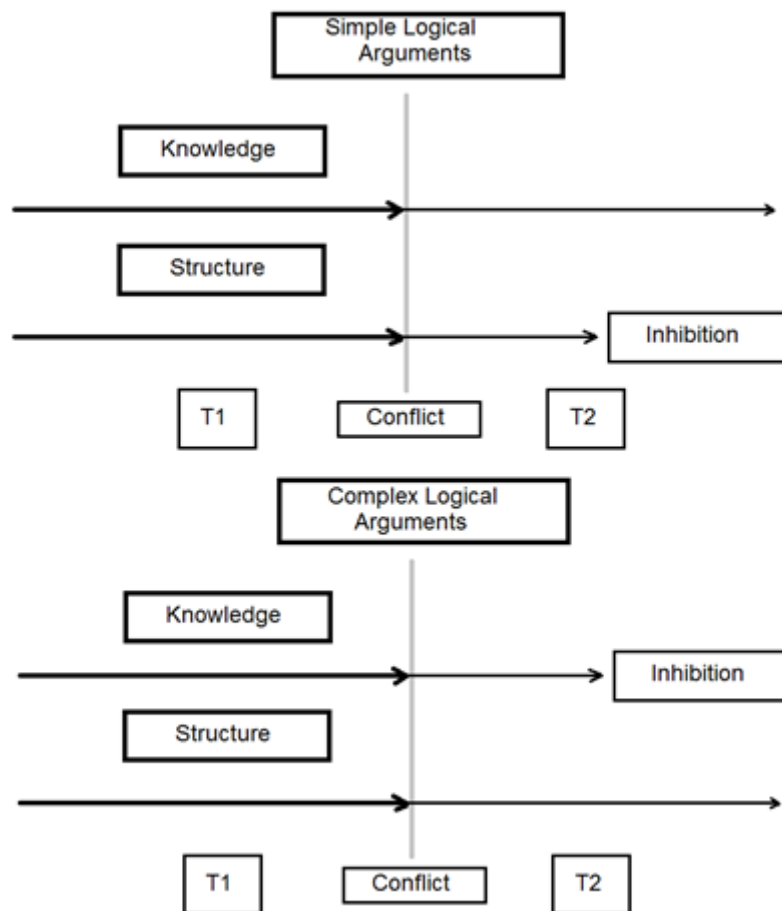 Simple Logical
Arguments
Knowledge
Structure
Inhibition
T1
Conflict
T2
Complex Logical
Arguments
Knowledge
Inhibition
Structure
T1
Conflict
T2